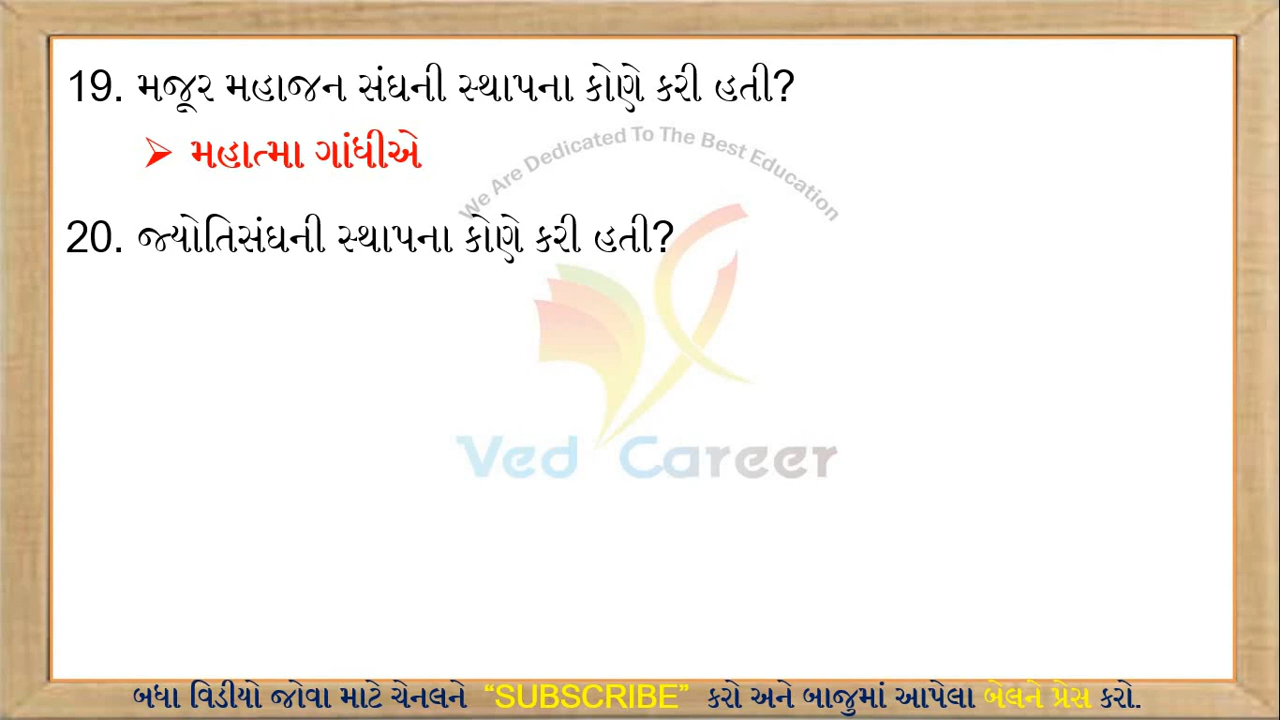 19. મજૂર મહાજન સંઘની સ્થાપના કોણે કરી હતી?
➢ મહાત્મા ગાંધીએ
We Are Dedicated To The Best Education
20. જ્યોતિસંઘની સ્થાપના કોણે કરી હતી?
Ved Career
બધા વિડીયો જોવા માટે ચેનલને “SUBSCRIBE” કરો અને બાજુમાં આપેલા બેલને પ્રેસ કરો.